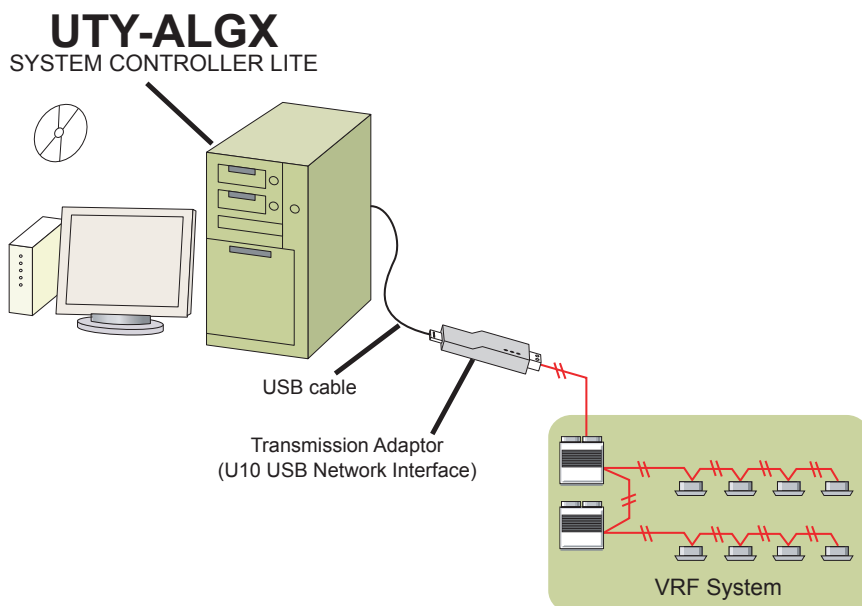 UTY-ALGX
SYSTEM CONTROLLER LITE
USB cable
Transmission Adaptor
(U10 USB Network Interface)
VRF System